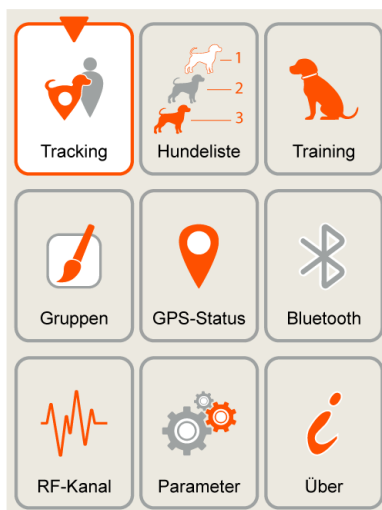 1
2
3
Tracking
Hundeliste
Training
Gruppen
GPS-Status
Bluetooth
RF-Kanal
Parameter
Über